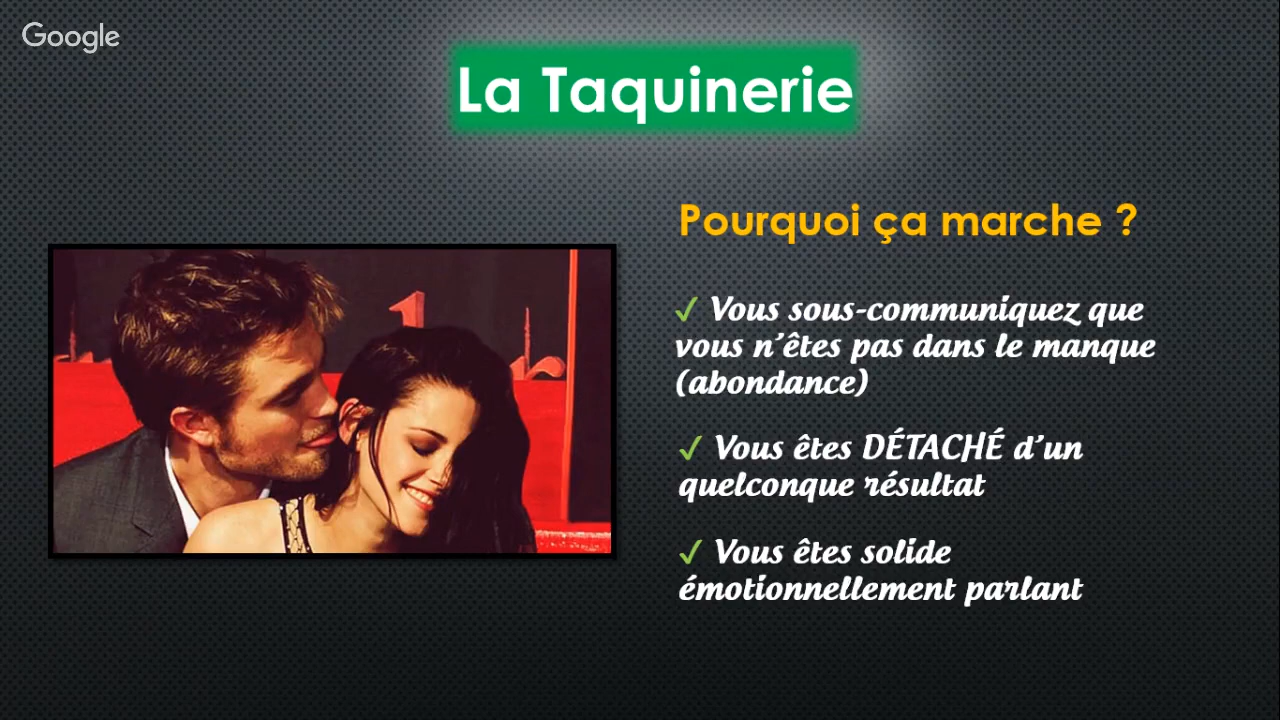 Google
La Taquinerie
Pourquoi ça marche ?
✓ Vous sous-communiquez que
vous n'êtes pas dans le manque
(abondance)
✓ Vous êtes DÉTACHÉ d'un
quelconque résultat
✓ Vous êtes solide
émotionnellement parlant